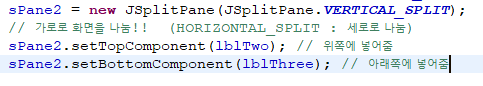 sPane2 = new JSplitPane(JSplitPane.VERTICAL_SPLIT);
// 가로로 화면을 나눔!! (HORIZONTAL_SPLIT : 세로로 나눔)
sPane2.setTopComponent(lblTwo); // 위쪽에 넣어줌
sPane2.setBottomComponent(lblThree); // 아래쪽에 넣어줌